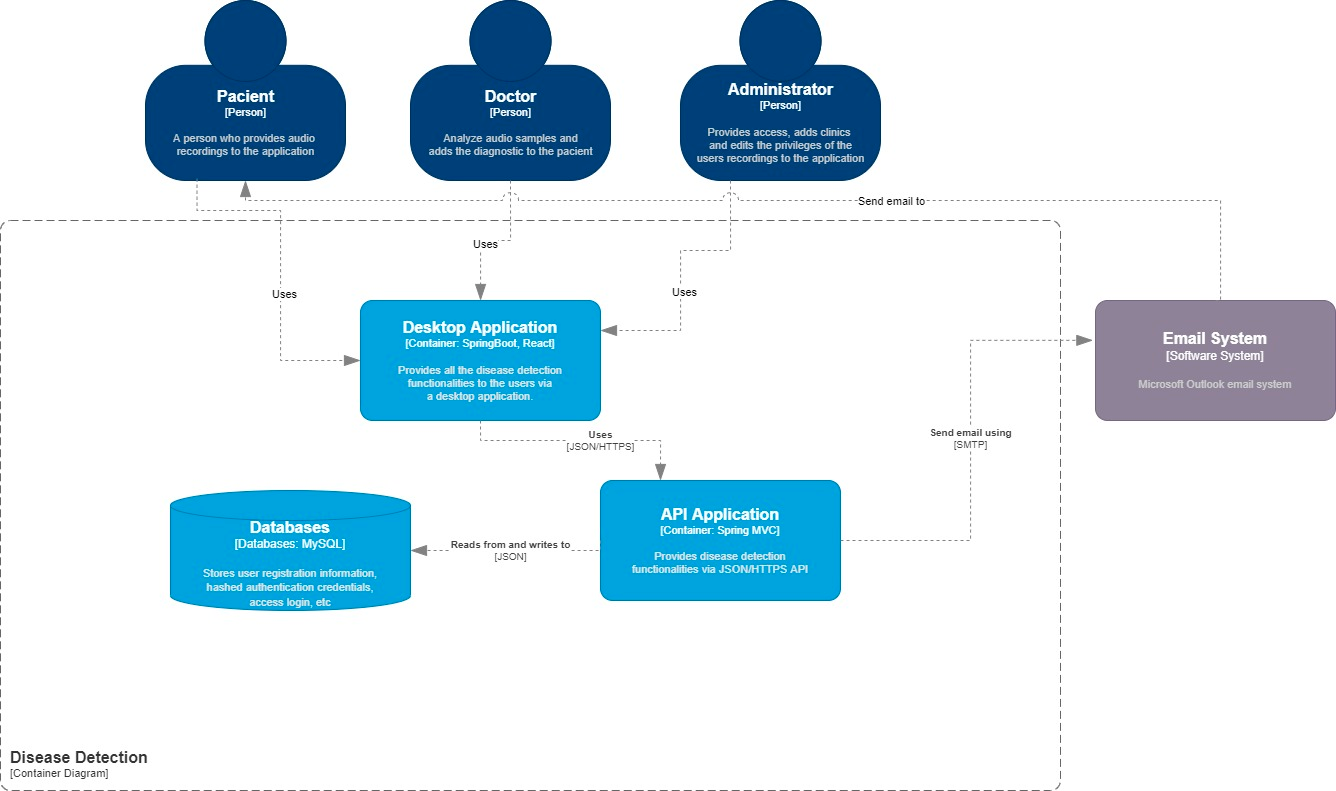 Pacient
[Person]
A person who provides audio
recordings to the application
Doctor
[Person]
Analyze audio samples and
adds the diagnostic to the pacient
Administrator
[Person]
Provides access, adds clinics
and edits the privileges of the
users recordings to the application
Send email to
Uses
Uses
Uses
Desktop Application
[Container: SpringBoot, React]
Provides all the disease detection
functionalities to the users via
a desktop application.
Email System
[Software System]
Microsoft Outlook email system
Uses
[JSON/HTTPS]
Send email using
[SMTP]
Databases
[Databases: MySQL]
Stores user registration information,
hashed authentication credentials,
access login, etc
Reads from and writes to
[JSON]
API Application
[Container: Spring MVC]
Provides disease detection
functionalities via JSON/HTTPS API
Disease Detection
[Container Diagram]